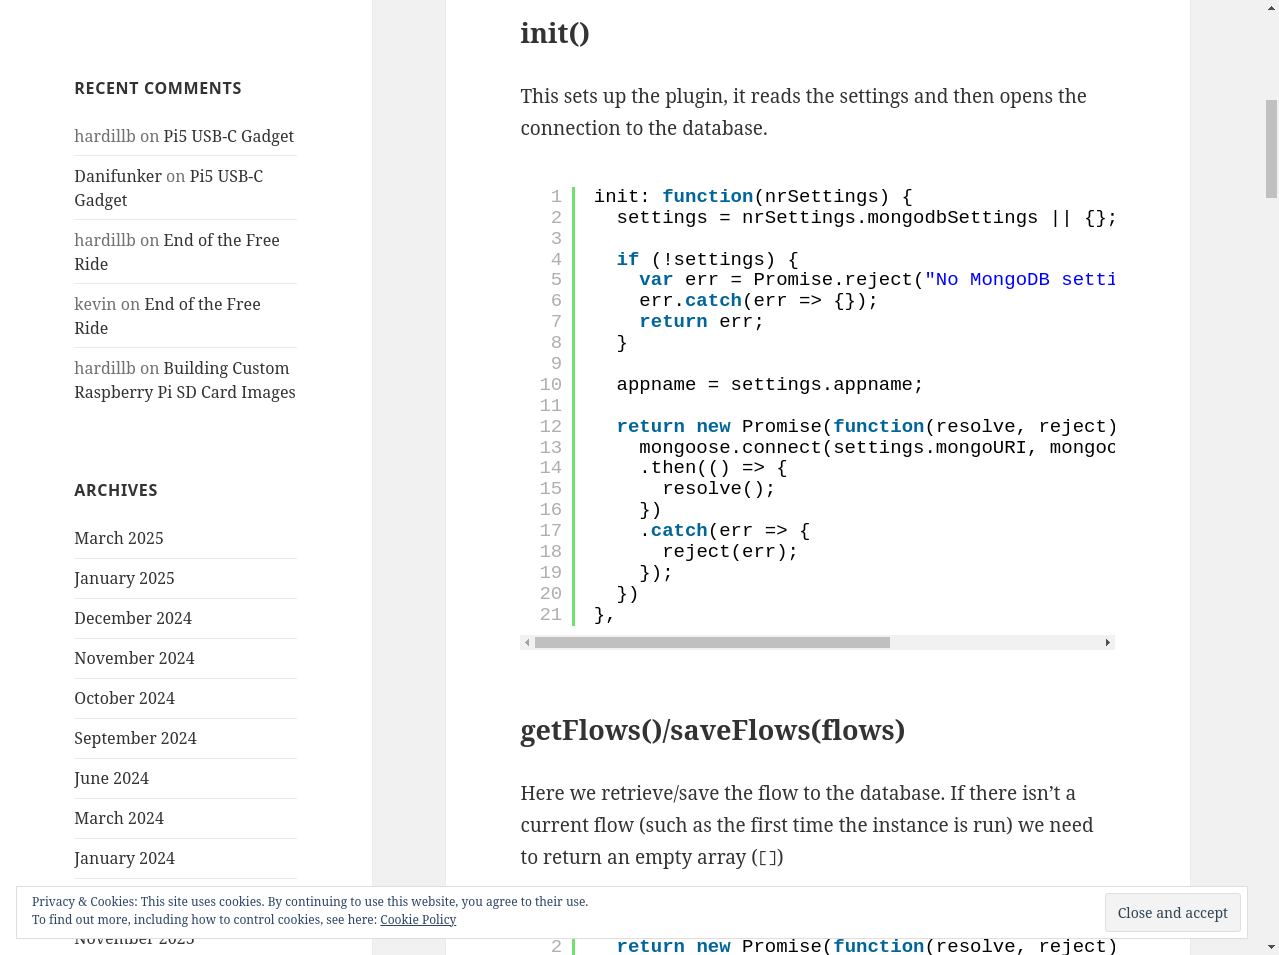 RECENT COMMENTS
hardillb on Pi5 USB-C Gadget
Danifunker on Pi5 USB-C
Gadget
hardillb on End of the Free
Ride
kevin on End of the Free
Ride
hardillb on Building Custom
Raspberry Pi SD Card Images
ARCHIVES
March 2025
January 2025
December 2024
November 2024
October 2024
September 2024
June 2024
March 2024
January 2024
November 2023
init()
This sets up the plugin, it reads the settings and then opens the
connection to the database.
1 init: function(nrSettings) {
2 settings = nrSettings.mongodbSettings || {};
3
4 if (!settings) {
5 var err = Promise.reject("No MongoDB setti
6 err.catch(err => {});
7 return err;
8 }
9
10 appname = settings.appname;
11
12 return new Promise(function(resolve, reject)
13 mongoose.connect(settings.mongoURI, mongoc
14 .then(() => {
15 resolve();
16 })
17 .catch(err => {
18 reject(err);
19 });
20 })
21 },
getFlows()/saveFlows(flows)
Here we retrieve/save the flow to the database. If there isn’t a
current flow (such as the first time the instance is run) we need
to return an empty array ([])
2 return new Promise(function(resolve, reject)
Privacy & Cookies: This site uses cookies. By continuing to use this website, you agree to their use.
To find out more, including how to control cookies, see here: Cookie Policy
Close and accept